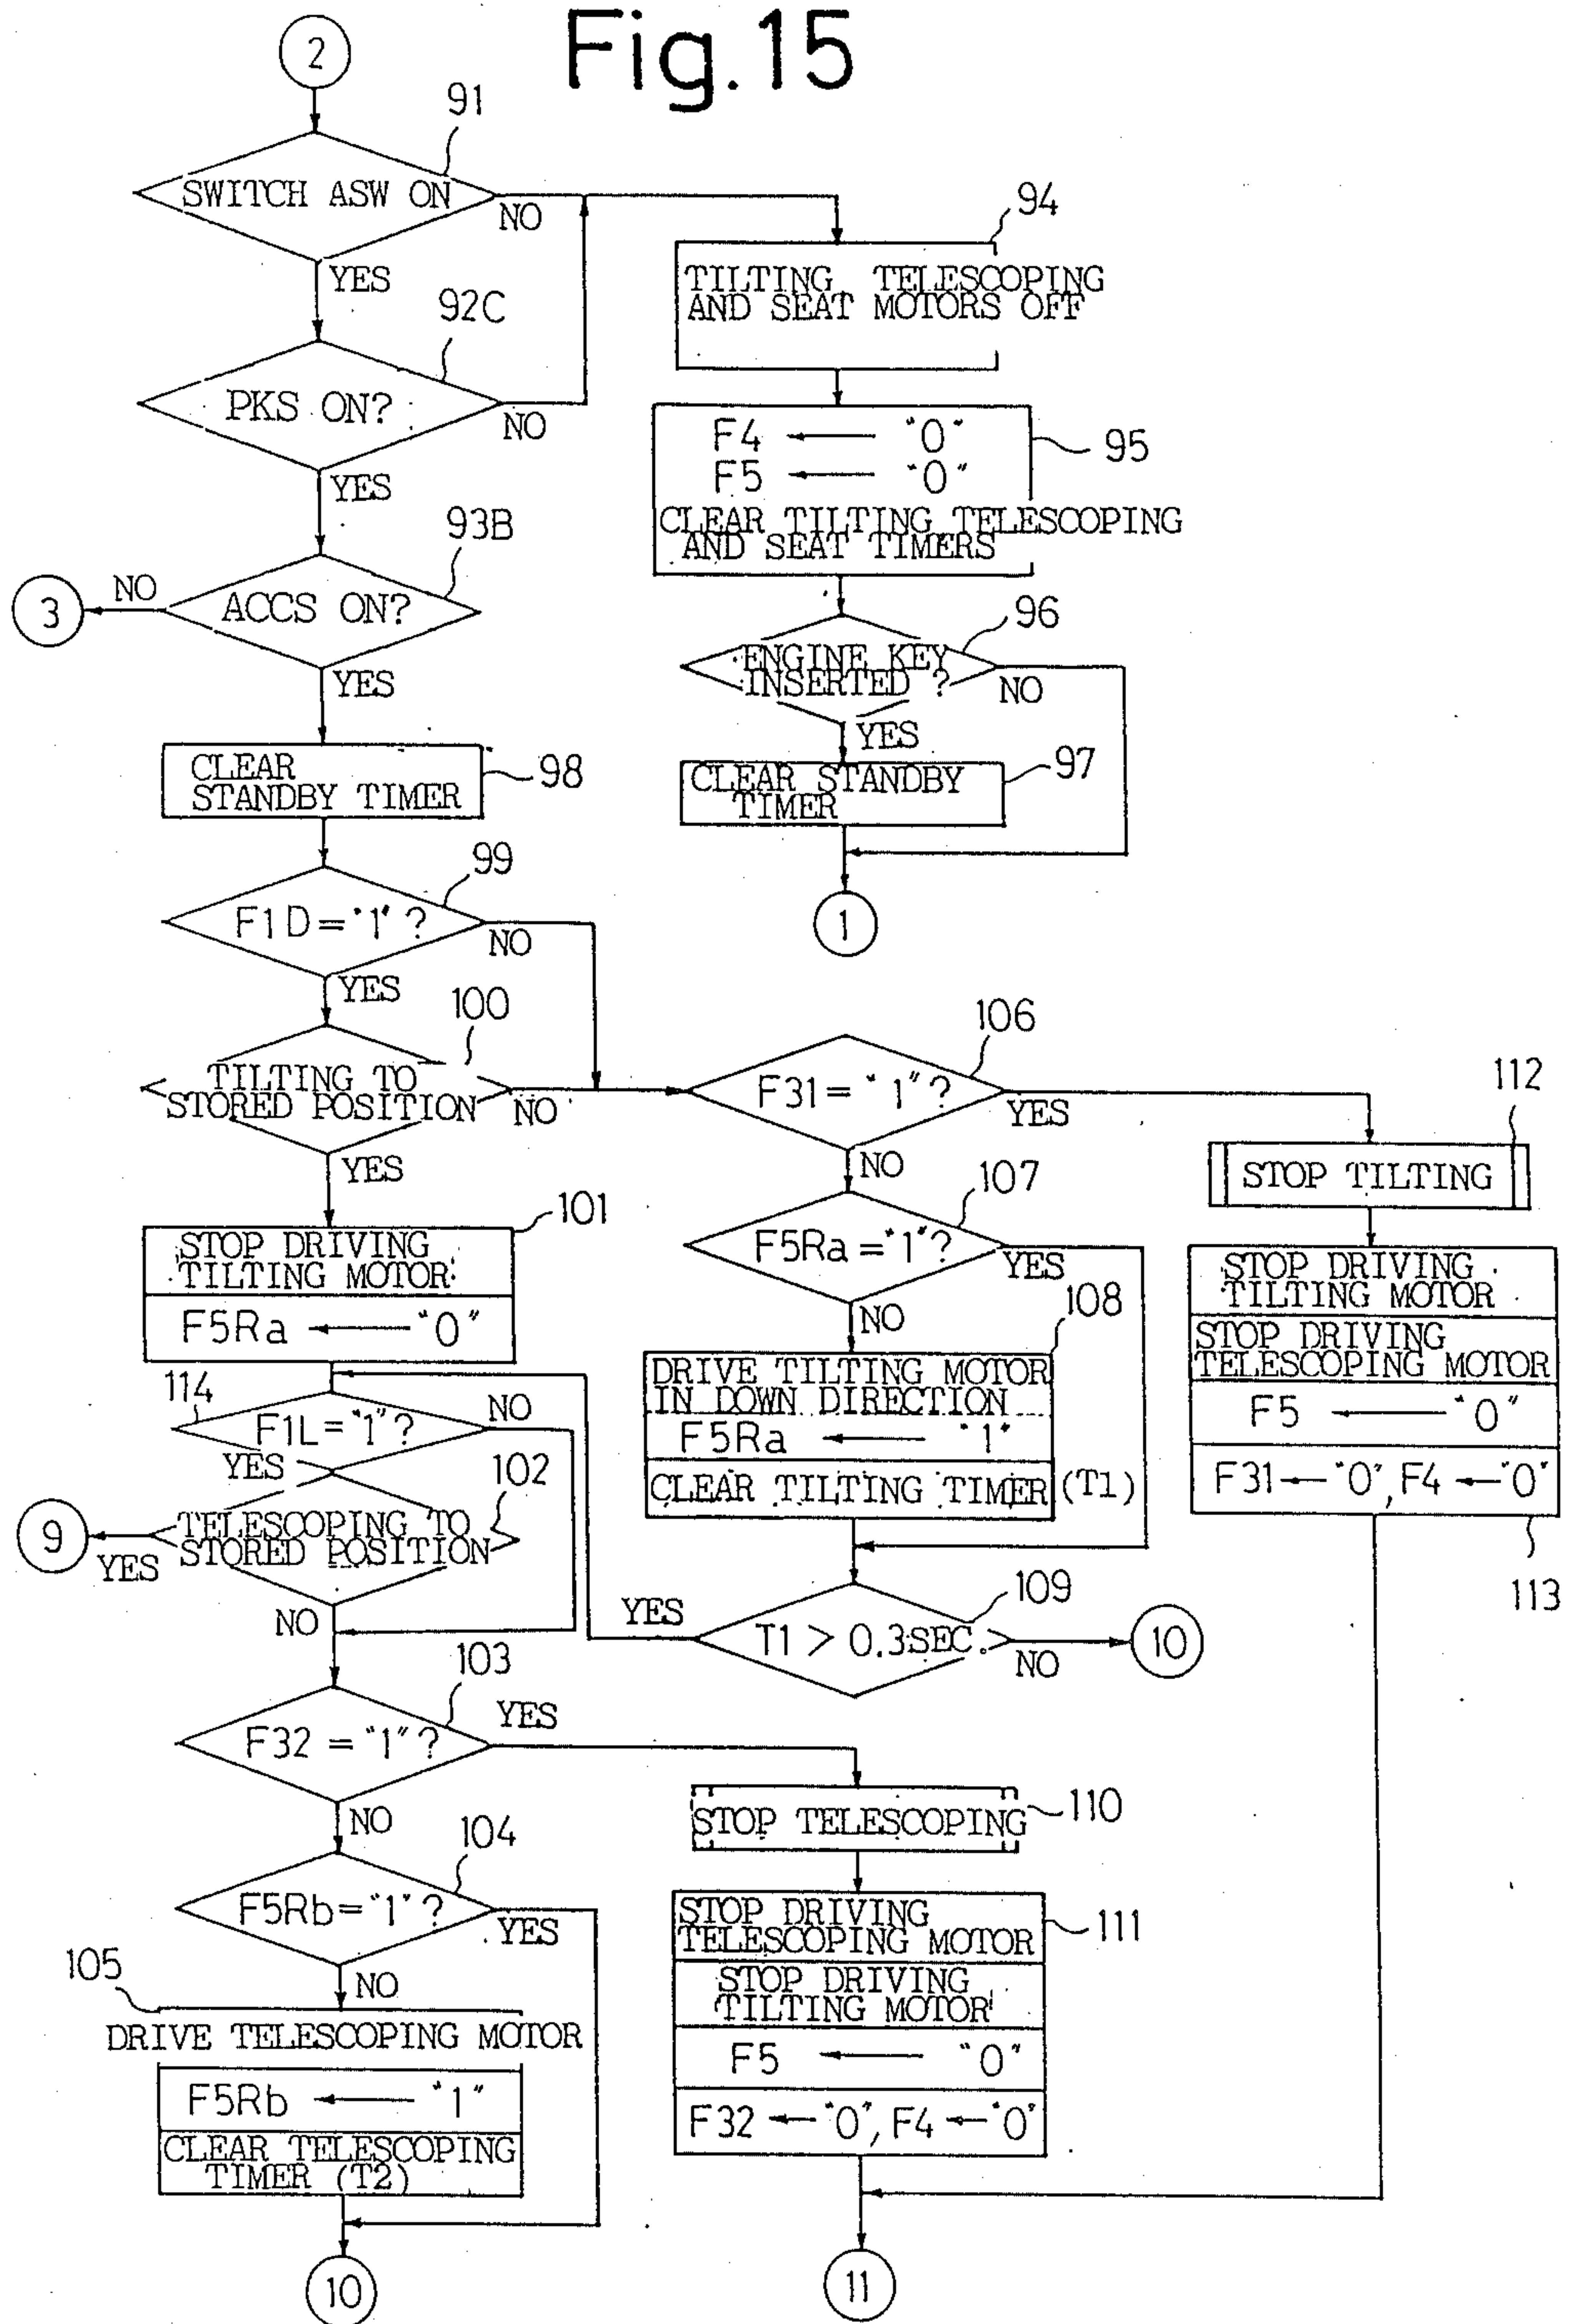 Fig.15
2
91
SWITCH ASW ON
NO
YES
92C
PKS ON?
NO
YES
93B
ACCS ON?
NO
3
YES
94
TILTING, TELESCOPING
AND SEAT MOTORS OFF
95
F4 ← "0"
F5 ← "0"
CLEAR TILTING, TELESCOPING
AND SEAT TIMERS
96
ENGINE KEY
INSERTED ?
NO
YES
97
CLEAR STANDBY
TIMER
1
98
CLEAR
STANDBY TIMER
99
F1D = "1" ?
NO
YES
100
TILTING TO
STORED POSITION
NO
YES
101
STOP DRIVING
TILTING MOTOR
F5Ra ← "0"
114
F1L = "1" ?
NO
YES
102
TELESCOPING TO
STORED POSITION
YES
9
NO
103
F32 = "1" ?
YES
NO
104
F5Rb = "1" ?
YES
NO
105
DRIVE TELESCOPING MOTOR
F5Rb ← "1"
CLEAR TELESCOPING
TIMER (T2)
10
106
F31 = "1" ?
YES
NO
107
F5Ra = "1" ?
YES
NO
108
DRIVE TILTING MOTOR
IN DOWN DIRECTION
F5Ra ← "1"
CLEAR TILTING TIMER (T1)
109
T1 > 0.3SEC.
YES
NO
10
110
STOP TELESCOPING
111
STOP DRIVING
TELESCOPING MOTOR
STOP DRIVING
TILTING MOTOR
F5 ← "0"
F32 ← "0", F4 ← "0"
11
112
STOP TILTING
STOP DRIVING
TILTING MOTOR
STOP DRIVING
TELESCOPING MOTOR
F5 ← "0"
F31 ← "0", F4 ← "0"
113